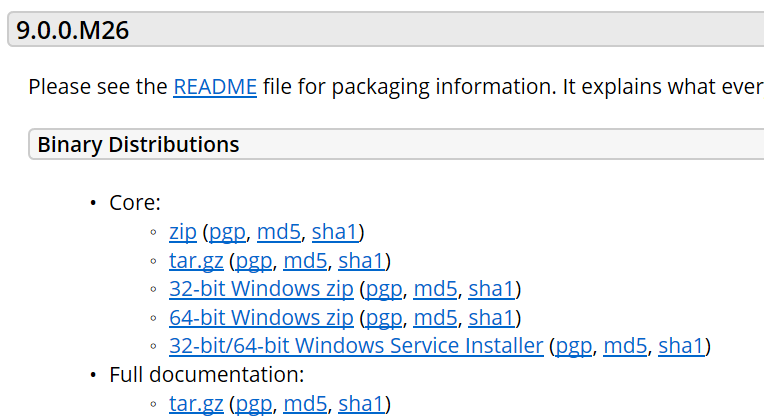 9.0.0.M26
Please see the README file for packaging information. It explains what ever
Binary Distributions
• Core:
◦ zip (pgp, md5, sha1)
◦ tar.gz (pgp, md5, sha1)
◦ 32-bit Windows zip (pgp, md5, sha1)
◦ 64-bit Windows zip (pgp, md5, sha1)
◦ 32-bit/64-bit Windows Service Installer (pgp, md5, sha1)
• Full documentation:
◦ tar.gz (pgp, md5, sha1)